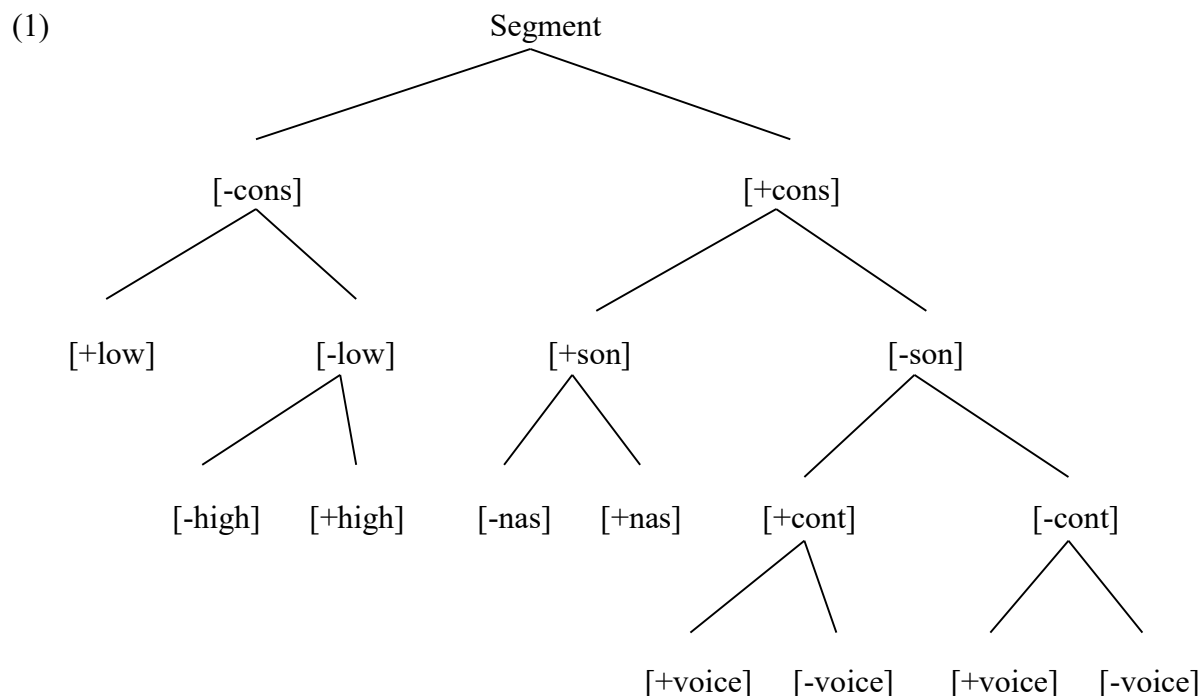 (1) Segment
[-cons] [+cons]
[+low] [-low] [+son] [-son]
[-high] [+high] [-nas] [+nas] [+cont] [-cont]
[+voice] [-voice] [+voice] [-voice]